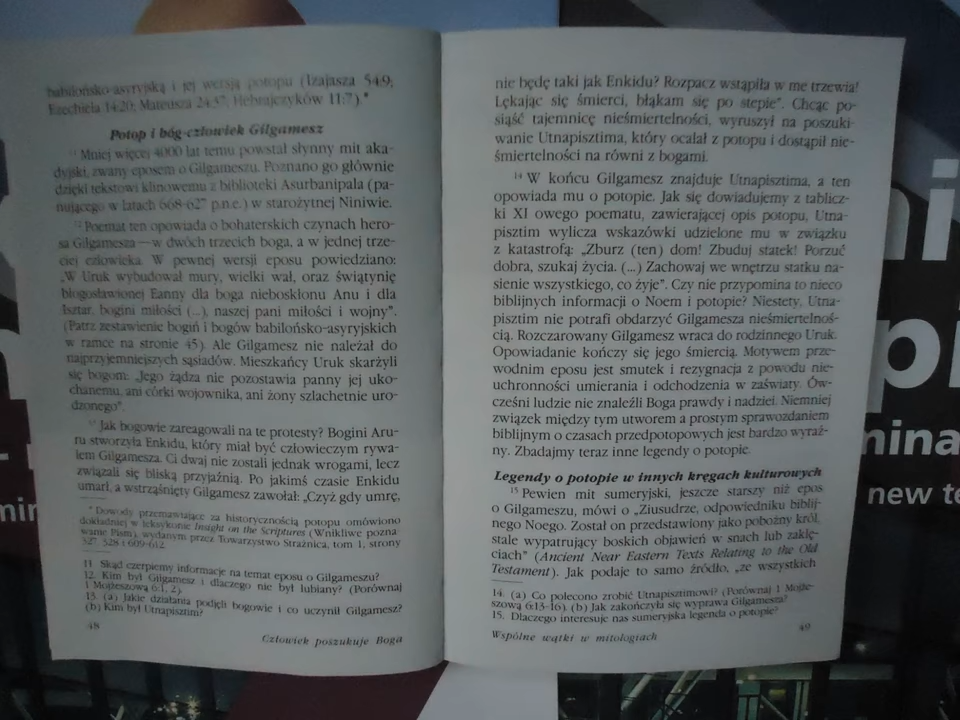 babilońsko-asyryjską i jej wersją potopu (Izajasza 54:9;
Ezechiela 14:20; Mateusza 24:37; Hebrajczyków 11:7).*
Potop i bóg-człowiek Gilgamesz
11 Mniej więcej 4000 lat temu powstał słynny mit aka-
dyjski, zwany eposem o Gilgameszu. Poznano go głównie
dzięki tekstowi klinowemu z biblioteki Asurbanipala (pa-
nującego w latach 668-627 p.n.e.) w starożytnej Niniwie.
12 Poemat ten opowiada o bohaterskich czynach hero-
sa Gilgamesza — w dwóch trzecich boga, a w jednej trze-
ciej człowieka. W pewnej wersji eposu powiedziano:
„W Uruk wybudował mury, wielki wał, oraz świątynię
błogosławionej Eanny dla boga nieboskłonu Anu i dla
Isztar, bogini miłości (...), naszej pani miłości i wojny".
(Patrz zestawienie bogiń i bogów babilońsko-asyryjskich
w ramce na stronie 45). Ale Gilgamesz nie należał do
najprzyjemniejszych sąsiadów. Mieszkańcy Uruk skarżyli
się bogom: „Jego żądza nie pozostawia panny jej uko-
chanemu, ani córki wojownika, ani żony szlachetnie uro-
dzonego".
13 Jak bogowie zareagowali na te protesty? Bogini Aru-
ru stworzyła Enkidu, który miał być człowieczym rywa-
lem Gilgamesza. Ci dwaj nie zostali jednak wrogami, lecz
związali się bliską przyjaźnią. Po jakimś czasie Enkidu
umarł, a wstrząśnięty Gilgamesz zawołał: „Czyż gdy umrę,
* Dowody przemawiające za historycznością potopu omówiono
dokładniej w leksykonie Insight on the Scriptures (Wnikliwe pozna-
wanie Pism), wydanym przez Towarzystwo Strażnica, tom 1, strony
327, 328 i 609-612.
11. Skąd czerpiemy informacje na temat eposu o Gilgameszu?
12. Kim był Gilgamesz i dlaczego nie był lubiany? (Porównaj
1 Mojżeszową 6:1, 2).
13. (a) Jakie działania podjęli bogowie i co uczynił Gilgamesz?
(b) Kim był Utnapisztim?
48
Człowiek poszukuje Boga
nie będę taki jak Enkidu? Rozpacz wstąpiła w me trzewia!
Lękając się śmierci, błąkam się po stepie". Chcąc po-
siąść tajemnicę nieśmiertelności, wyruszył na poszuki-
wanie Utnapisztima, który ocalał z potopu i dostąpił nie-
śmiertelności na równi z bogami.
14 W końcu Gilgamesz znajduje Utnapisztima, a ten
opowiada mu o potopie. Jak się dowiadujemy z tablicz-
ki XI owego poematu, zawierającej opis potopu, Utna-
pisztim wylicza wskazówki udzielone mu w związku
z katastrofą: „Zburz (ten) dom! Zbuduj statek! Porzuć
dobra, szukaj życia. (...) Zachowaj we wnętrzu statku na-
sienie wszystkiego, co żyje". Czy nie przypomina to nieco
biblijnych informacji o Noem i potopie? Niestety, Utna-
pisztim nie potrafi obdarzyć Gilgamesza nieśmiertelno-
ścią. Rozczarowany Gilgamesz wraca do rodzinnego Uruk.
Opowiadanie kończy się jego śmiercią. Motywem prze-
wodnim eposu jest smutek i rezygnacja z powodu nie-
uchronności umierania i odchodzenia w zaświaty. Ów-
cześni ludzie nie znaleźli Boga prawdy i nadziei. Niemniej
związek między tym utworem a prostym sprawozdaniem
biblijnym o czasach przedpotopowych jest bardzo wyraź-
ny. Zbadajmy teraz inne legendy o potopie.
Legendy o potopie w innych kręgach kulturowych
15 Pewien mit sumeryjski, jeszcze starszy niż epos
o Gilgameszu, mówi o „Ziusudrze, odpowiedniku biblij-
nego Noego. Został on przedstawiony jako pobożny król,
stale wypatrujący boskich objawień w snach lub zaklę-
ciach" (Ancient Near Eastern Texts Relating to the Old
Testament). Jak podaje to samo źródło, „ze wszystkich
14. (a) Co polecono zrobić Utnapisztimowi? (Porównaj 1 Mojże-
szową 6:13-16). (b) Jak zakończyła się wyprawa Gilgamesza?
15. Dlaczego interesuje nas sumeryjska legenda o potopie?
49
Wspólne wątki w mitologiach
ni
pi
nina
new te